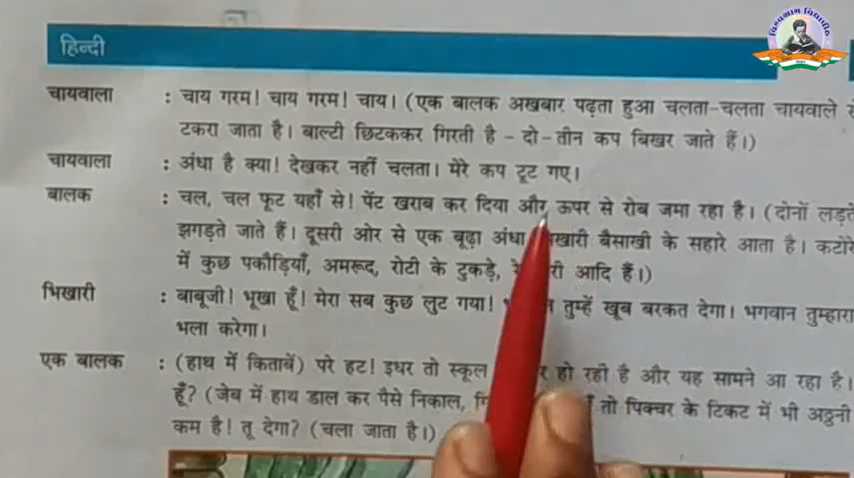 विश्वग्राम विद्यापीठ
हिन्दी
चायवाला : चाय गरम! चाय गरम! चाय। (एक बालक अखबार पढ़ता हुआ चलता-चलता चायवाले
टकरा जाता है। बाल्टी छिटककर गिरती है - दो-तीन कप बिखर जाते हैं।)
चायवाला : अंधा है क्या! देखकर नहीं चलता। मेरे कप टूट गए।
बालक : चल, चल फूट यहाँ से! पेंट खराब कर दिया और ऊपर से रोब जमा रहा है। (दोनों लड़ते
झगड़ते जाते हैं। दूसरी ओर से एक बूढ़ा अंधा बैसाखी के सहारे आता है। कटोरे
में कुछ पकौड़ियाँ, अमरूद, रोटी के टुकड़े, आदि हैं।)
भिखारी : बाबूजी! भूखा हूँ! मेरा सब कुछ लुट गया! तुम्हें खूब बरकत देगा। भगवान तुम्हारा
भला करेगा।
एक बालक : (हाथ में किताबें) परे हट! इधर तो स्कूल हो रही है और यह सामने आ रहा है।
हूँ? (जेब में हाथ डाल कर पैसे निकाल, तो पिक्चर के टिकट में भी अठ्ठनी
कम है! तू देगा? (चला जाता है।)